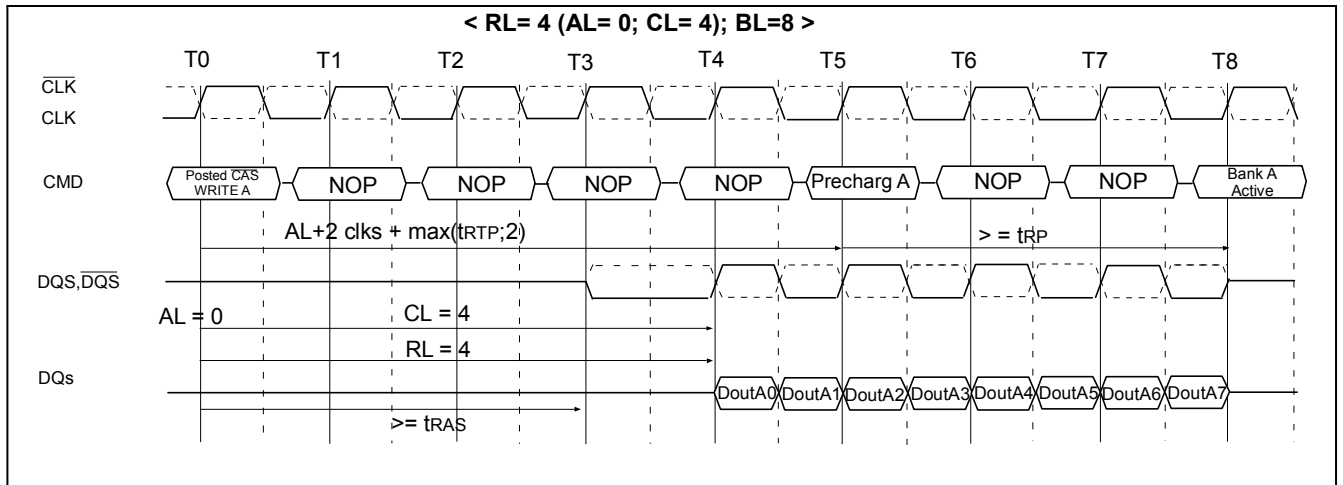 < RL= 4 (AL= 0; CL= 4); BL=8 >
T0 T1 T2 T3 T4 T5 T6 T7 T8
CLK
CLK
CMD
Posted CAS
WRITE A
NOP
NOP
NOP
NOP
Precharg A
NOP
NOP
Bank A
Active
AL+2 clks + max(tRTP;2)
> = tRP
DQS,DQS
AL = 0
CL = 4
RL = 4
DQs
DoutA0 DoutA1 DoutA2 DoutA3 DoutA4 DoutA5 DoutA6 DoutA7
>= tRAS